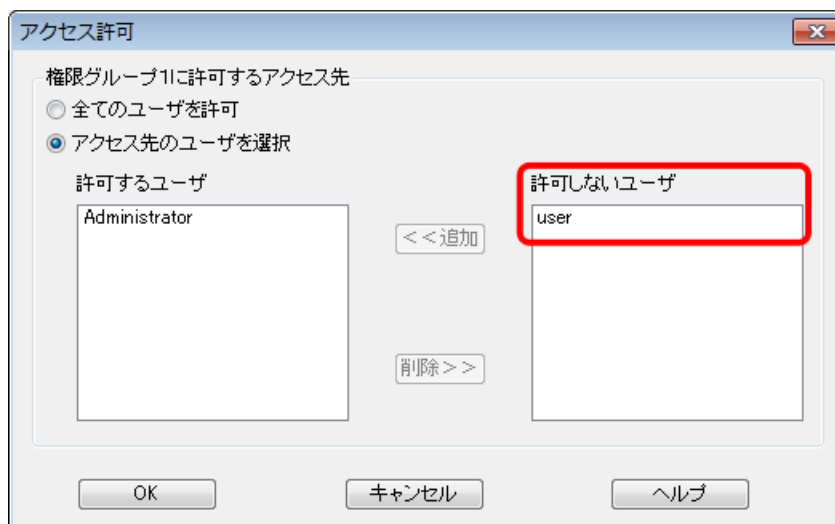 アクセス許可
権限グループ1に許可するアクセス先
全てのユーザを許可
アクセス先のユーザを選択
許可するユーザ
許可しないユーザ
Administrator
user
<<追加
削除>>
OK
キャンセル
ヘルプ